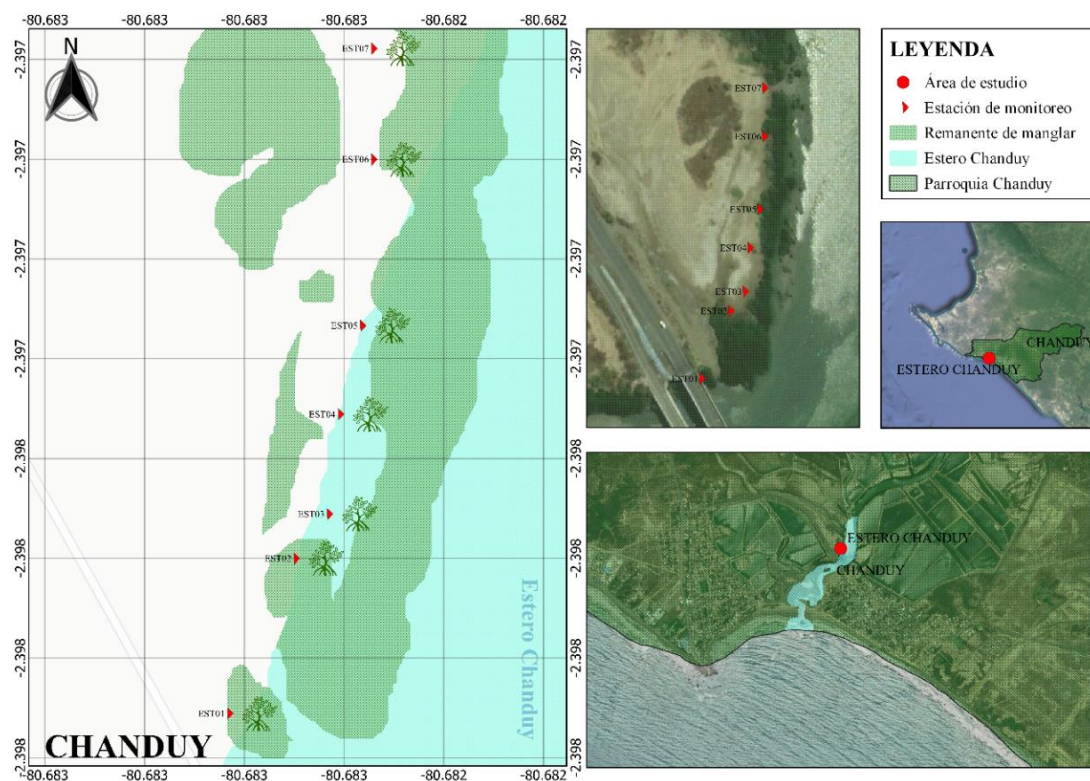 -80.683 -80.683 -80.683 -80.683 -80.682 -80.682
N
-2.397
-2.397
-2.397
-2.397
-2.398
-2.398
-2.398
-2.398
EST07
EST06
EST05
EST04
EST03
EST02
EST01
Estero Chanduy
CHANDUY
-2.397
-2.397
-2.397
-2.397
-2.398
-2.398
-2.398
-2.398
-80.683 -80.683 -80.683 -80.683 -80.682 -80.682
EST07
EST06
EST05
EST04
EST03
EST02
EST01
LEYENDA
Área de estudio
Estación de monitoreo
Remanente de manglar
Estero Chanduy
Parroquia Chanduy
CHANDUY
ESTERO CHANDUY
ESTERO CHANDUY
CHANDUY